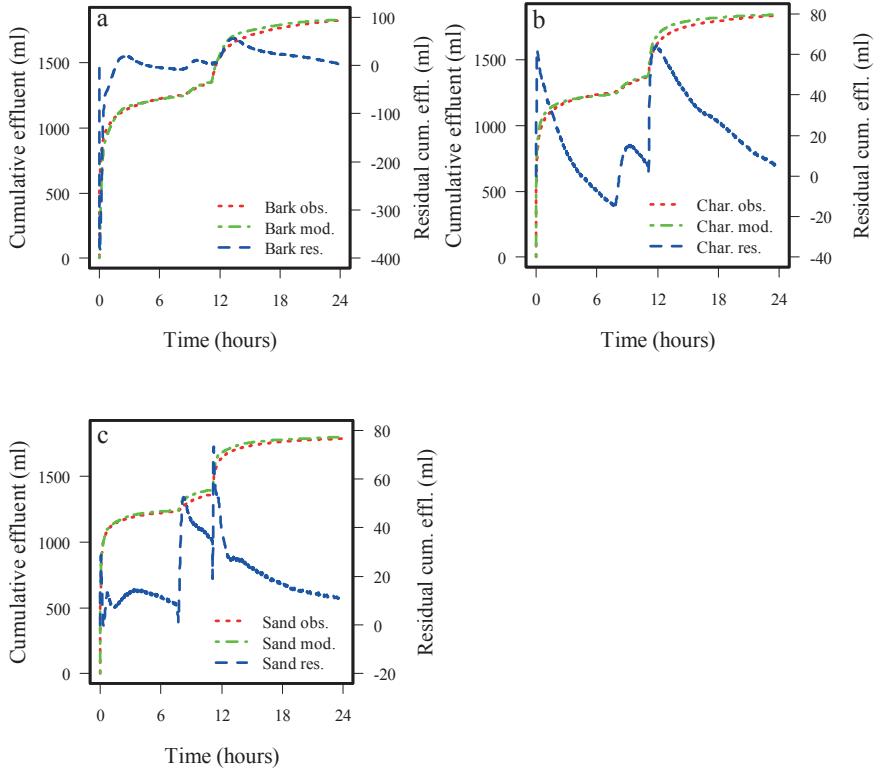 a
Cumulative effluent (ml)
1500
1000
500
0
100
0
-100
-200
-300
-400
Residual cum. effl. (ml)
Bark obs.
Bark mod.
Bark res.
0 6 12 18 24
Time (hours)
b
Cumulative effluent (ml)
1500
1000
500
0
80
60
40
20
0
-20
-40
Residual cum. effl. (ml)
Char. obs.
Char. mod.
Char. res.
0 6 12 18 24
Time (hours)
c
Cumulative effluent (ml)
1500
1000
500
0
80
60
40
20
0
-20
Residual cum. effl. (ml)
Sand obs.
Sand mod.
Sand res.
0 6 12 18 24
Time (hours)